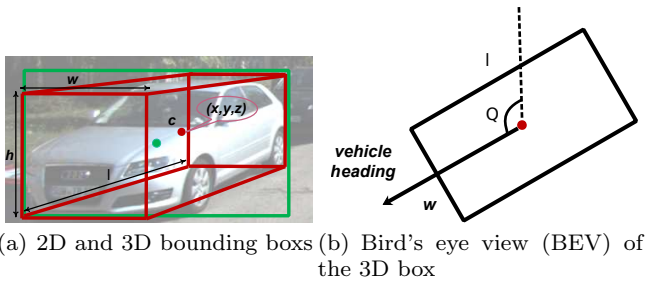 w
h
l
c
(x,y,z)
l
Q
vehicle
heading
w
a) 2D and 3D bounding boxs
(b) Bird's eye view (BEV) of
the 3D box